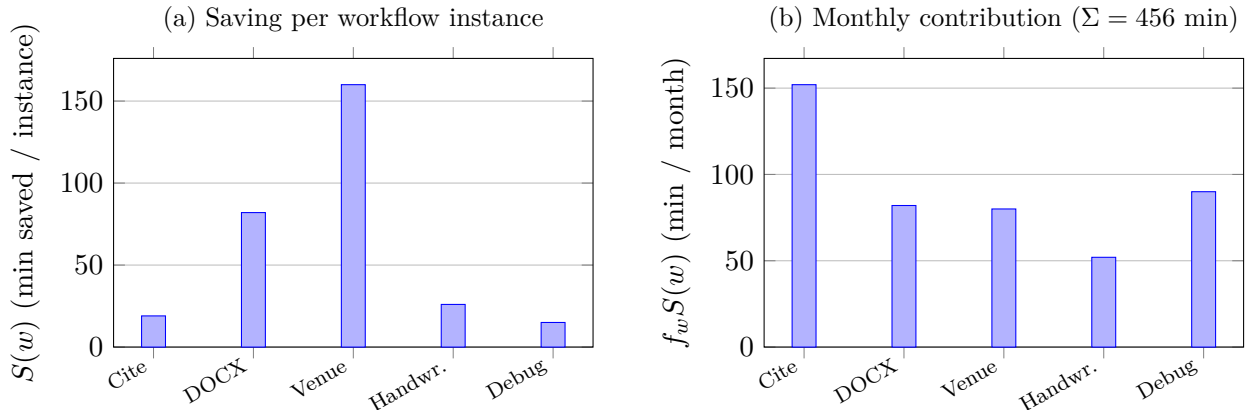 (a) Saving per workflow instance
S(w) (min saved / instance)
150
100
50
0
Cite
DOCX
Venue
Handwr.
Debug
(b) Monthly contribution (Σ = 456 min)
f_w S(w) (min / month)
150
100
50
0
Cite
DOCX
Venue
Handwr.
Debug